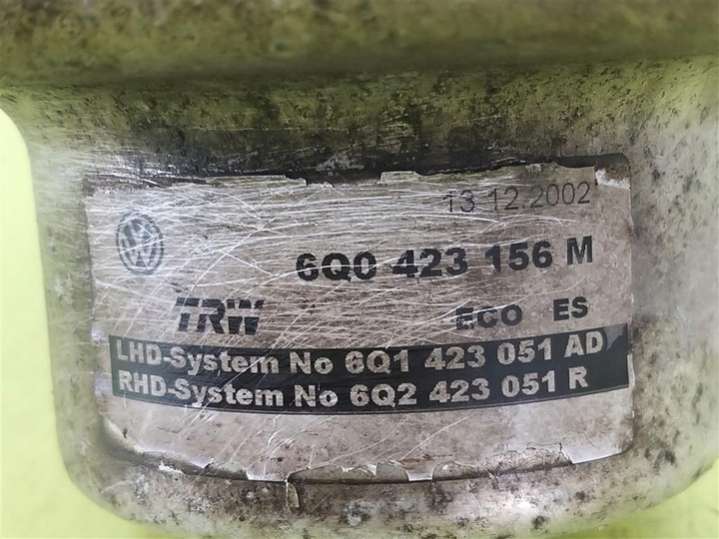 13.12.2002
6Q0 423 156 M
TRW ECO ES
LHD-System No 6Q1 423 051 AD
RHD-System No 6Q2 423 051 R